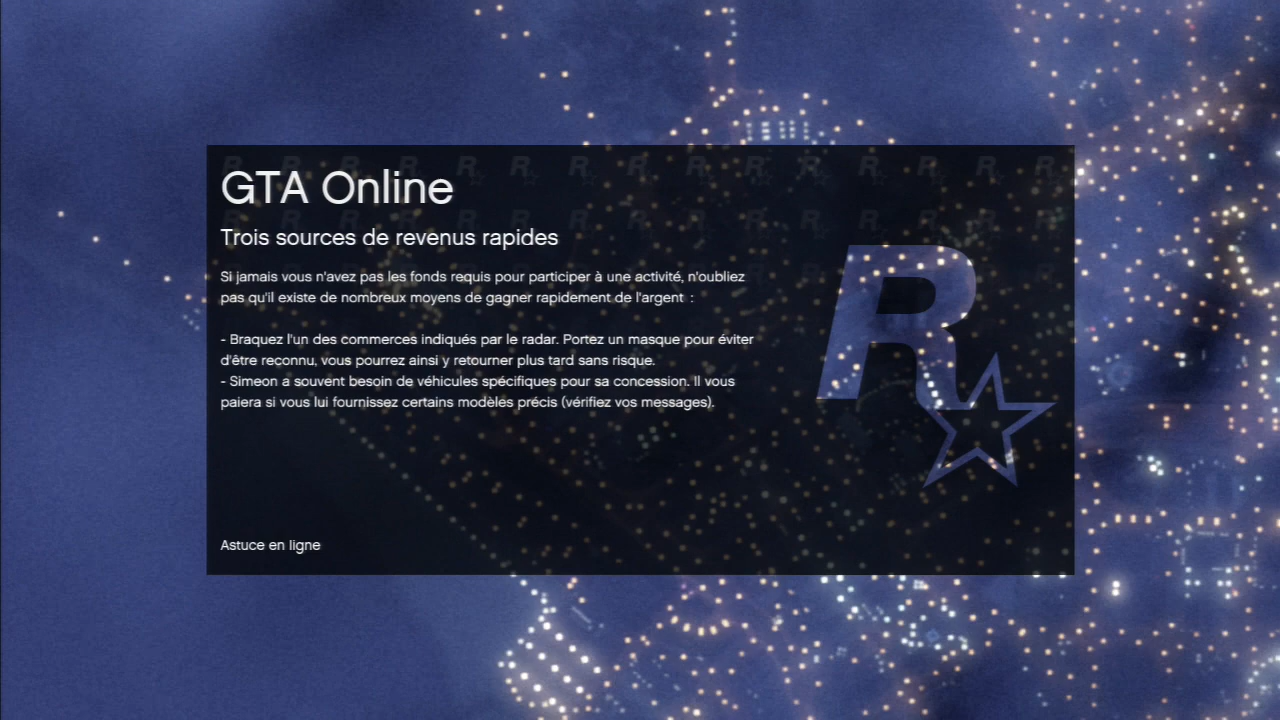 GTA Online
Trois sources de revenus rapides
Si jamais vous n'avez pas les fonds requis pour participer à une activité, n'oubliez
pas qu'il existe de nombreux moyens de gagner rapidement de l'argent :
- Braquez l'un des commerces indiqués par le radar. Portez un masque pour éviter
d'être reconnu, vous pourrez ainsi y retourner plus tard sans risque.
- Simeon a souvent besoin de véhicules spécifiques pour sa concession. Il vous
paiera si vous lui fournissez certains modèles précis (vérifiez vos messages).
R
Astuce en ligne